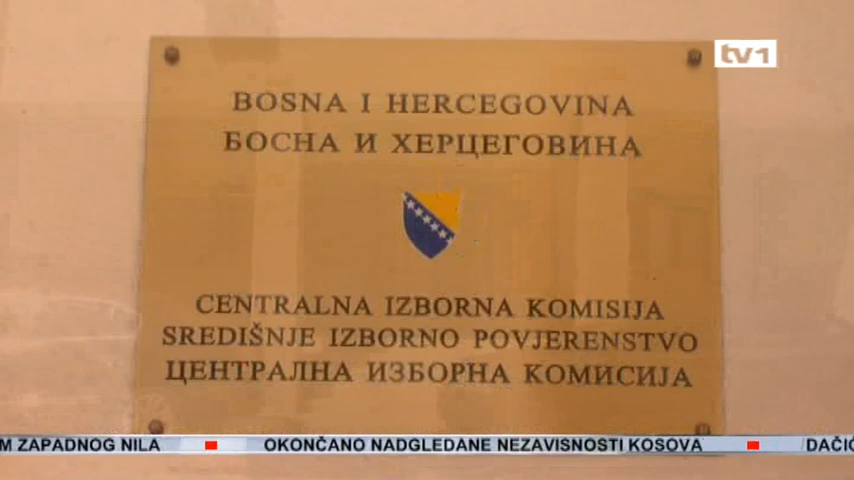 tv1
BOSNA I HERCEGOVINA
БОСНА И ХЕРЦЕГОВИНА
CENTRALNA IZBORNA KOMISIJA
SREDIŠNJE IZBORNO POVJERENSTVO
ЦЕНТРАЛНА ИЗБОРНА КОМИСИЈА
M ZAPADNOG NILA OKONČANO NADGLEDANE NEZAVISNOSTI KOSOVA DAČIĆ